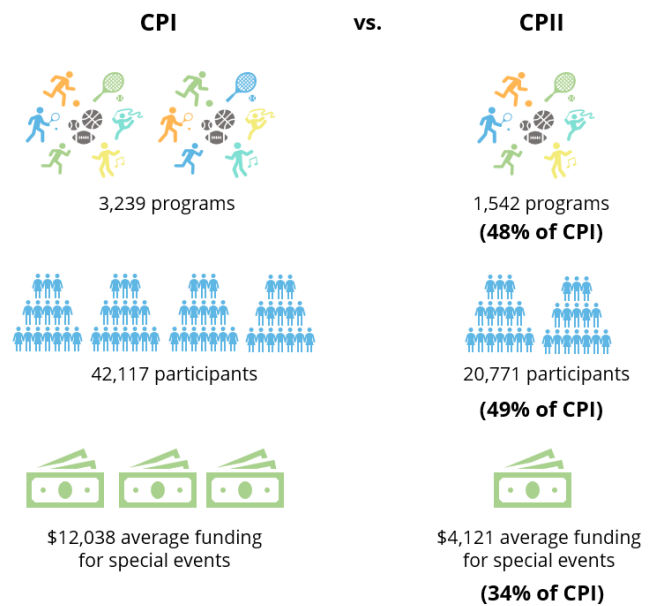 CPI vs. CPII
3,239 programs
1,542 programs
(48% of CPI)
42,117 participants
20,771 participants
(49% of CPI)
$12,038 average funding
for special events
$4,121 average funding
for special events
(34% of CPI)